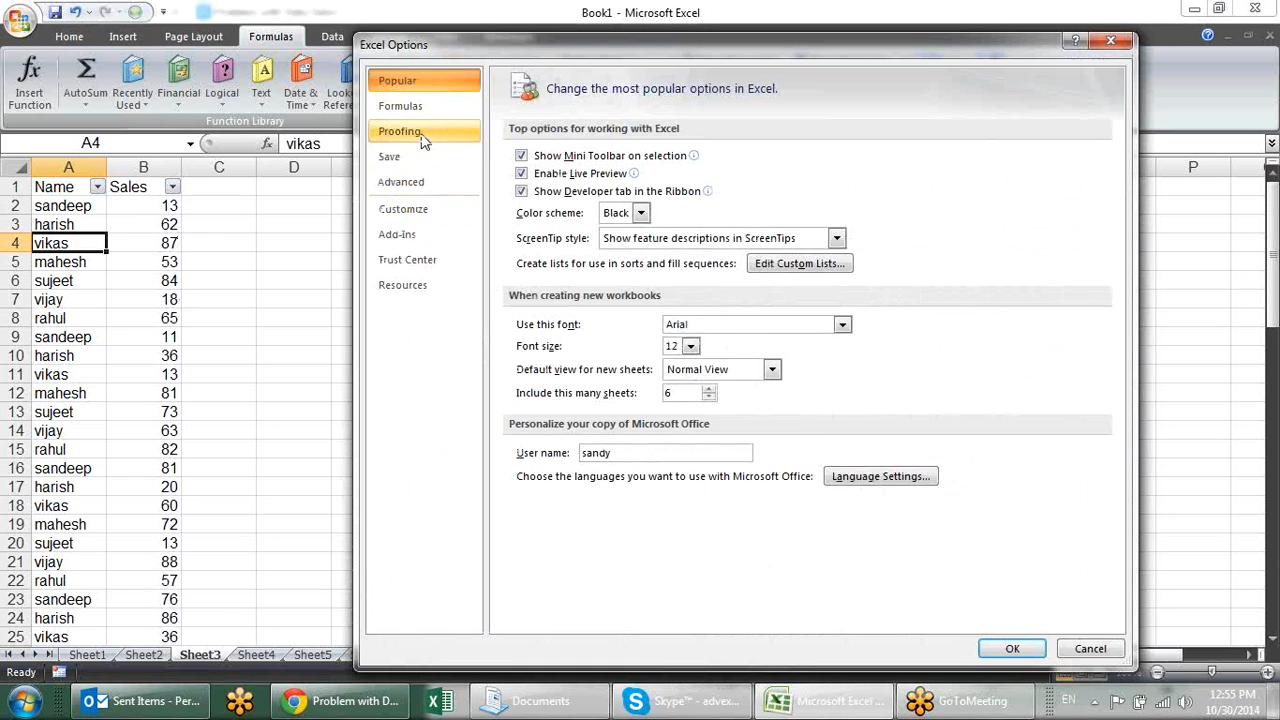 Book1 - Microsoft Excel
Home Insert Page Layout Formulas Data
Insert Function
AutoSum
Recently Used
Financial
Logical
Text
Date & Time
Function Library
A4 fx vikas
Excel Options
Popular
Formulas
Proofing
Save
Advanced
Customize
Add-Ins
Trust Center
Resources
Change the most popular options in Excel.
Top options for working with Excel
Show Mini Toolbar on selection
Enable Live Preview
Show Developer tab in the Ribbon
Color scheme: Black
ScreenTip style: Show feature descriptions in ScreenTips
Create lists for use in sorts and fill sequences: Edit Custom Lists...
When creating new workbooks
Use this font: Arial
Font size: 12
Default view for new sheets: Normal View
Include this many sheets: 6
Personalize your copy of Microsoft Office
User name: sandy
Choose the languages you want to use with Microsoft Office: Language Settings...
OK Cancel
A B C D P
1 Name Sales
2 sandeep 13
3 harish 62
4 vikas 87
5 mahesh 53
6 sujeet 84
7 vijay 18
8 rahul 65
9 sandeep 11
10 harish 36
11 vikas 13
12 mahesh 81
13 sujeet 73
14 vijay 63
15 rahul 82
16 sandeep 81
17 harish 20
18 vikas 60
19 mahesh 72
20 sujeet 13
21 vijay 88
22 rahul 57
23 sandeep 76
24 harish 86
25 vikas 36
Sheet1 Sheet2 Sheet3 Sheet4 Sheet5
Ready
Sent Items - Per...
Problem with D...
Documents
Skype™ - advex...
Microsoft Excel ...
GoToMeeting
EN
12:55 PM
10/30/2014